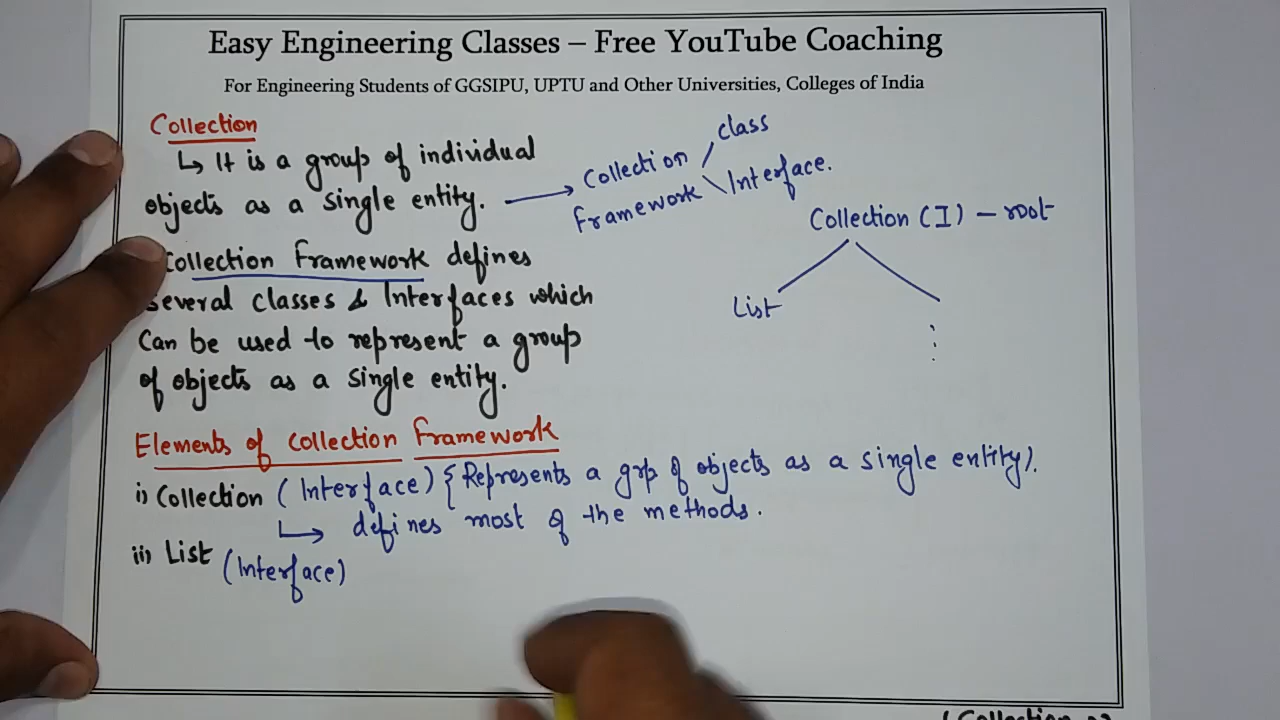 Easy Engineering Classes – Free YouTube Coaching
For Engineering Students of GGSIPU, UPTU and Other Universities, Colleges of India
Collection
↳ It is a group of individual
objects as a single entity. → Collection Framework
class
Interface.
Collection (I) – root
List
Collection Framework defines
several classes & Interfaces which
can be used to represent a group
of objects as a single entity.
Elements of collection framework
i) Collection (Interface) {Represents a grp of objects as a single entity).
↳ defines most of the methods.
ii) List (Interface)
(Collection